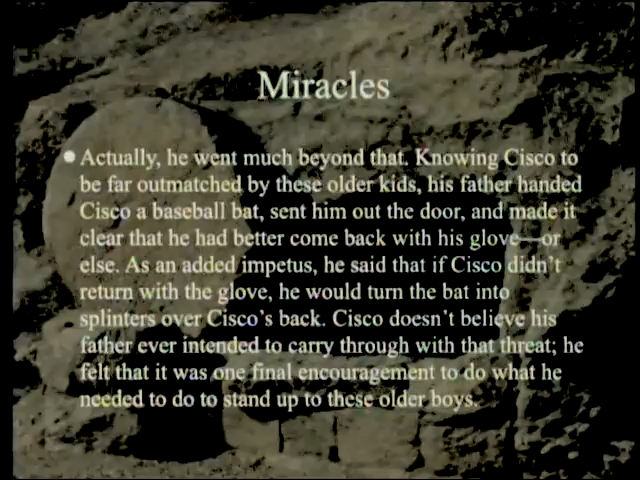 Miracles
• Actually, he went much beyond that. Knowing Cisco to
be far outmatched by these older kids, his father handed
Cisco a baseball bat, sent him out the door, and made it
clear that he had better come back with his glove—or
else. As an added impetus, he said that if Cisco didn't
return with the glove, he would turn the bat into
splinters over Cisco's back. Cisco doesn't believe his
father ever intended to carry through with that threat; he
felt that it was one final encouragement to do what he
needed to do to stand up to these older boys.